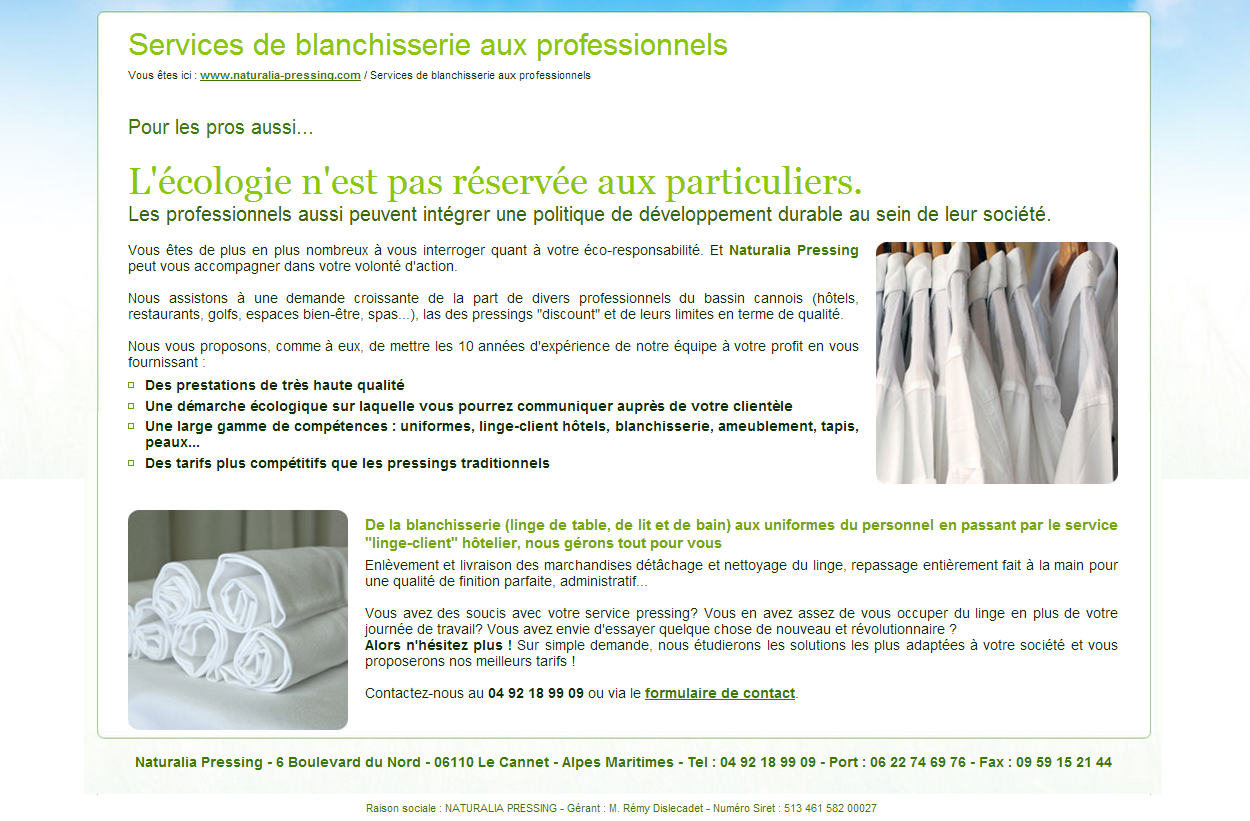 Services de blanchisserie aux professionnels
Vous êtes ici : www.naturalia-pressing.com / Services de blanchisserie aux professionnels
Pour les pros aussi...
L'écologie n'est pas réservée aux particuliers.
Les professionnels aussi peuvent intégrer une politique de développement durable au sein de leur société.
Vous êtes de plus en plus nombreux à vous interroger quant à votre éco-responsabilité. Et Naturalia Pressing
peut vous accompagner dans votre volonté d'action.
Nous assistons à une demande croissante de la part de divers professionnels du bassin cannois (hôtels,
restaurants, golfs, espaces bien-être, spas...), las des pressings "discount" et de leurs limites en terme de qualité.
Nous vous proposons, comme à eux, de mettre les 10 années d'expérience de notre équipe à votre profit en vous
fournissant :
Des prestations de très haute qualité
Une démarche écologique sur laquelle vous pourrez communiquer auprès de votre clientèle
Une large gamme de compétences : uniformes, linge-client hôtels, blanchisserie, ameublement, tapis,
peaux...
Des tarifs plus compétitifs que les pressings traditionnels
De la blanchisserie (linge de table, de lit et de bain) aux uniformes du personnel en passant par le service
"linge-client" hôtelier, nous gérons tout pour vous
Enlèvement et livraison des marchandises détâchage et nettoyage du linge, repassage entièrement fait à la main pour
une qualité de finition parfaite, administratif...
Vous avez des soucis avec votre service pressing? Vous en avez assez de vous occuper du linge en plus de votre
journée de travail? Vous avez envie d'essayer quelque chose de nouveau et révolutionnaire ?
Alors n'hésitez plus ! Sur simple demande, nous étudierons les solutions les plus adaptées à votre société et vous
proposerons nos meilleurs tarifs !
Contactez-nous au 04 92 18 99 09 ou via le formulaire de contact.
Naturalia Pressing - 6 Boulevard du Nord - 06110 Le Cannet - Alpes Maritimes - Tel : 04 92 18 99 09 - Port : 06 22 74 69 76 - Fax : 09 59 15 21 44
Raison sociale : NATURALIA PRESSING - Gérant : M. Rémy Dislecadet - Numéro Siret : 513 461 582 00027